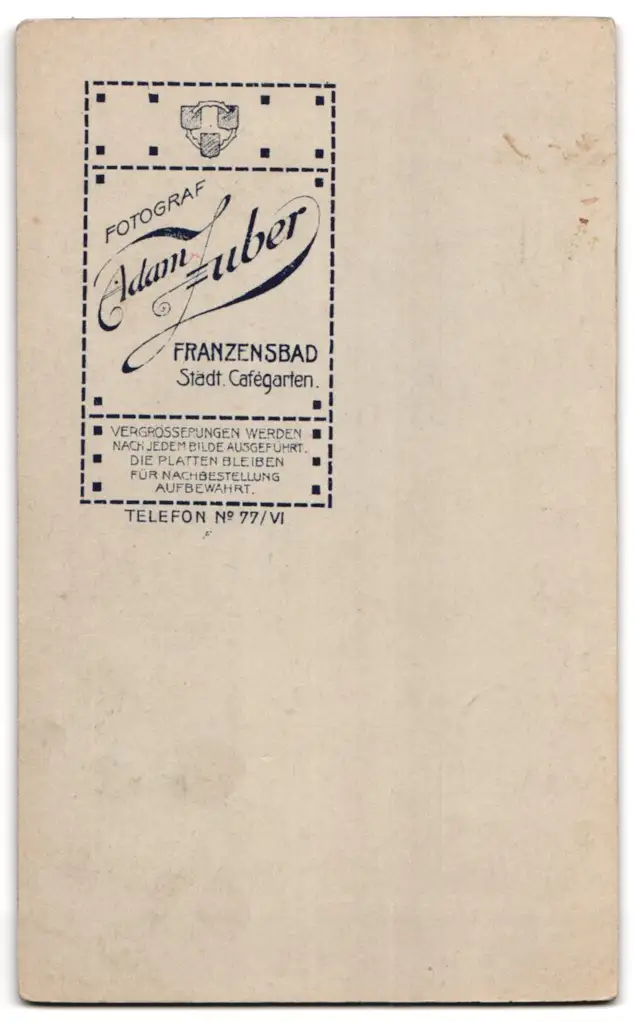 FOTOGRAF
Adam Zuber
FRANZENSBAD
Städt. Cafégarten.
VERGRÖSSERUNGEN WERDEN
NACH JEDEM BILDE AUSGEFÜHRT.
DIE PLATTEN BLEIBEN
FÜR NACHBESTELLUNG
AUFBEWAHRT.
TELEFON Nº 77/VI